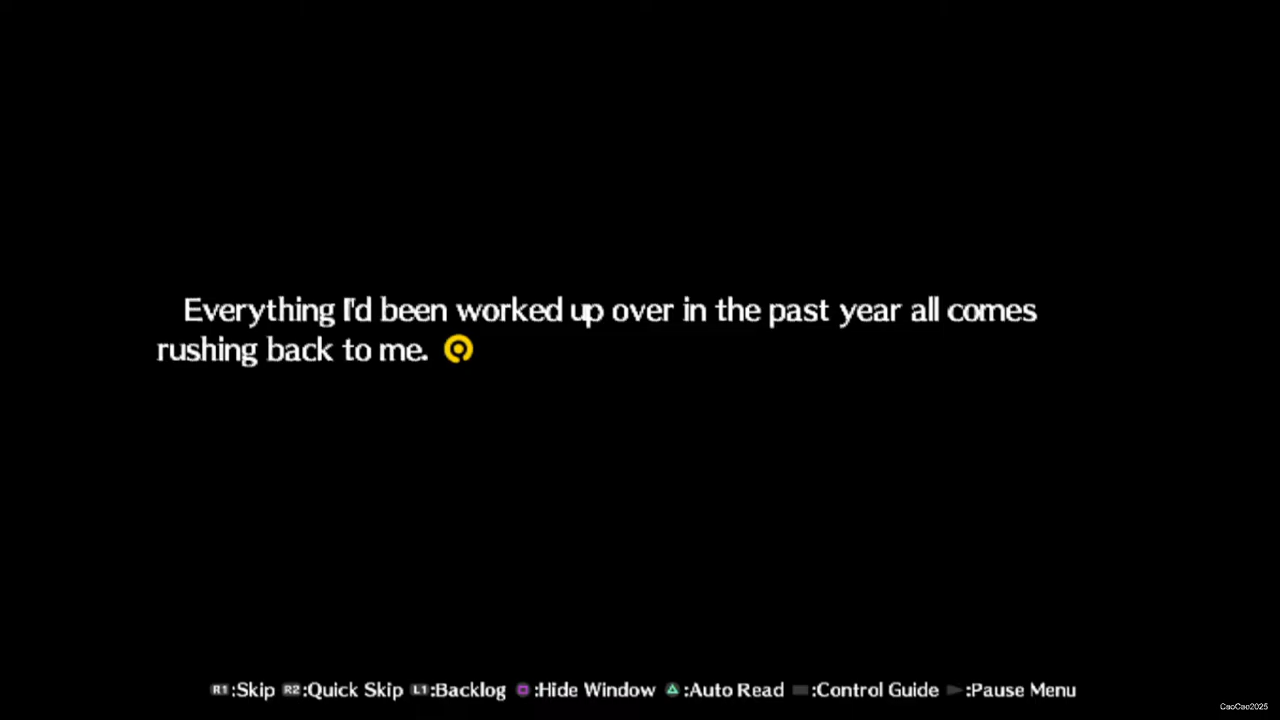 Everything I'd been worked up over in the past year all comes
rushing back to me.
R1:Skip R2:Quick Skip L1:Backlog :Hide Window :Auto Read :Control Guide :Pause Menu
CaoCao2025